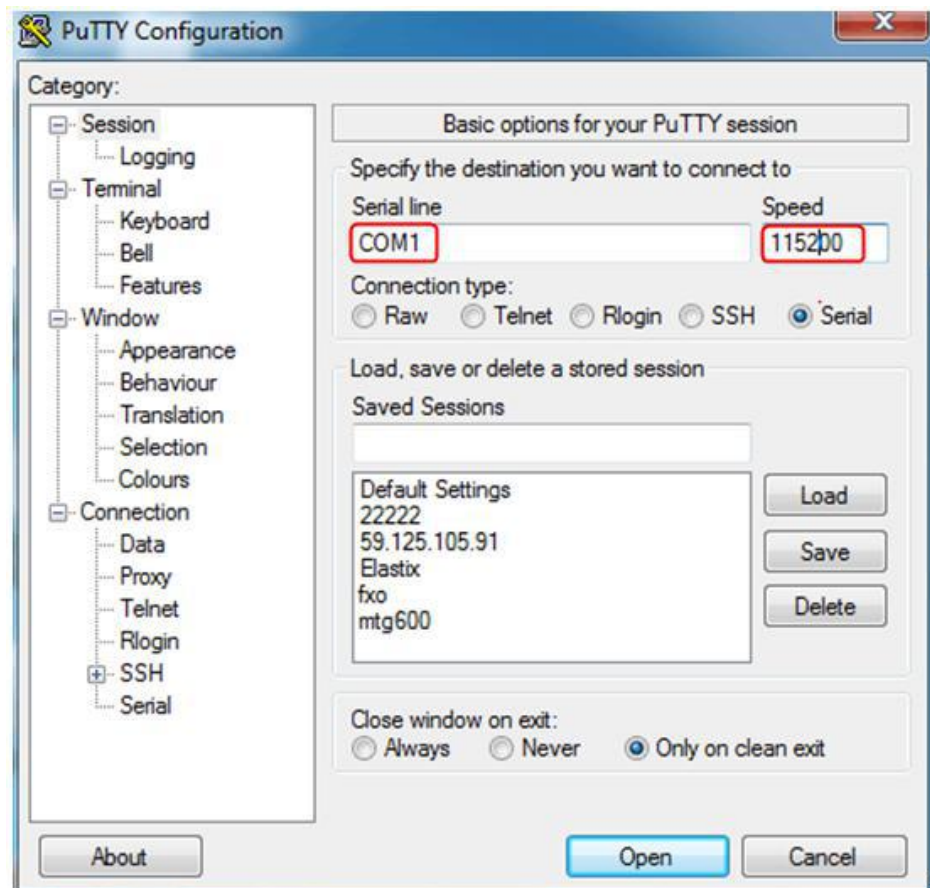 PuTTY Configuration
X
Category:
Session
Logging
Terminal
Keyboard
Bell
Features
Window
Appearance
Behaviour
Translation
Selection
Colours
Connection
Data
Proxy
Telnet
Rlogin
SSH
Serial
Basic options for your PuTTY session
Specify the destination you want to connect to
Serial line Speed
COM1 115200
Connection type:
Raw Telnet Rlogin SSH Serial
Load, save or delete a stored session
Saved Sessions
Default Settings
22222
59.125.105.91
Elastix
fxo
mtg600
Load
Save
Delete
Close window on exit:
Always Never Only on clean exit
About Open Cancel